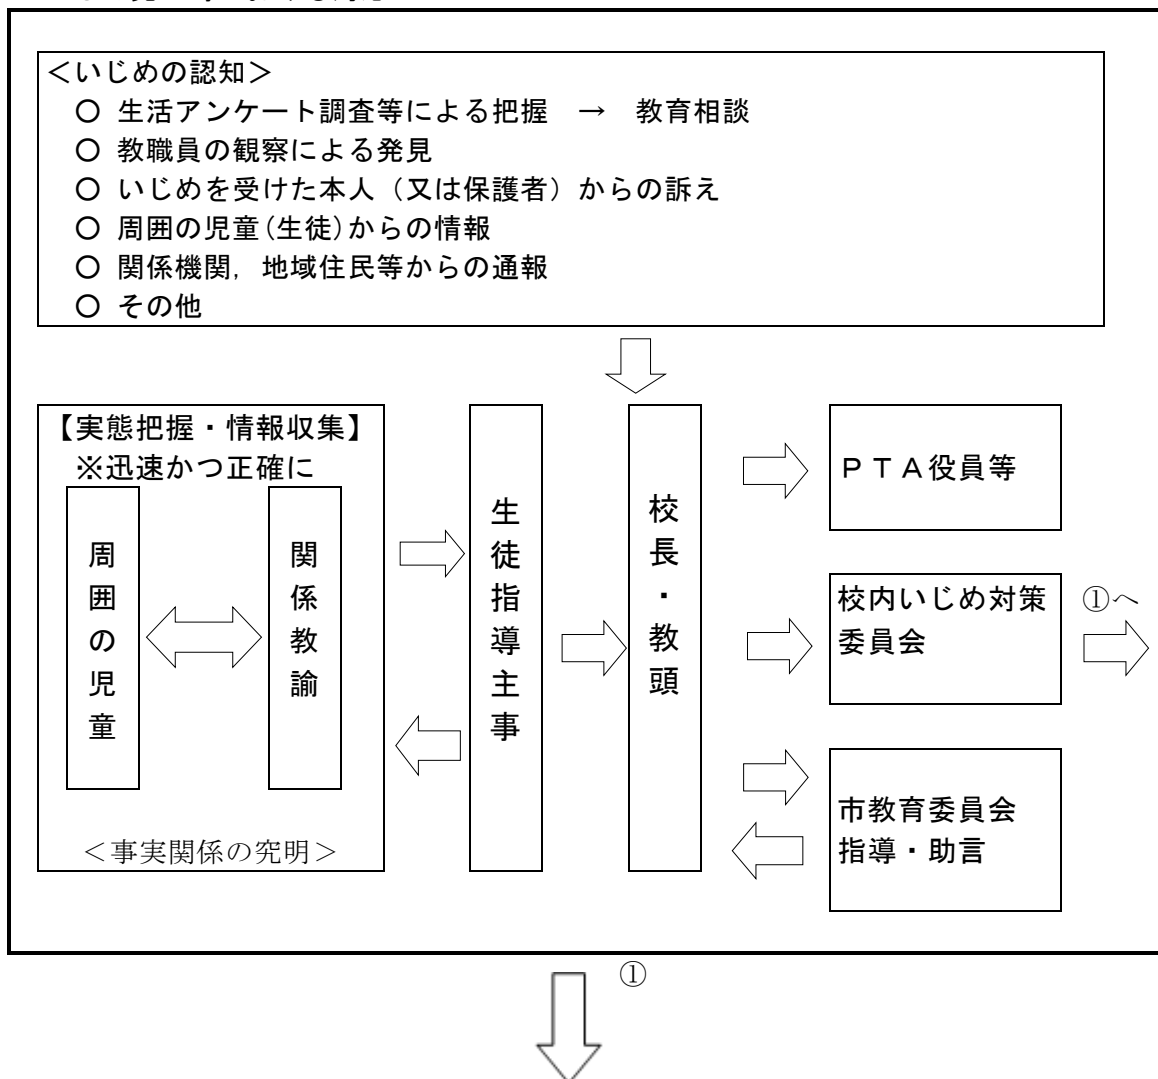 ＜いじめの認知＞
○ 生活アンケート調査等による把握　→　教育相談
○ 教職員の観察による発見
○ いじめを受けた本人（又は保護者）からの訴え
○ 周囲の児童(生徒)からの情報
○ 関係機関，地域住民等からの通報
○ その他
【実態把握・情報収集】
※迅速かつ正確に
周囲の児童
関係教諭
＜事実関係の究明＞
生徒指導主事
校長・教頭
ＰＴＡ役員等
校内いじめ対策
委員会
①へ
市教育委員会
指導・助言
①